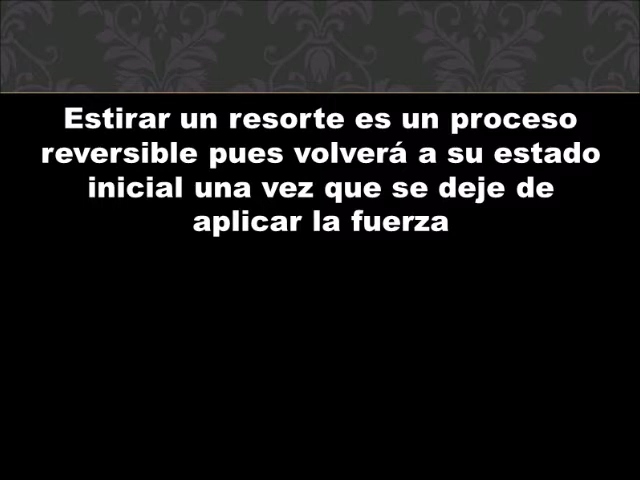 Estirar un resorte es un proceso
reversible pues volverá a su estado
inicial una vez que se deje de
aplicar la fuerza